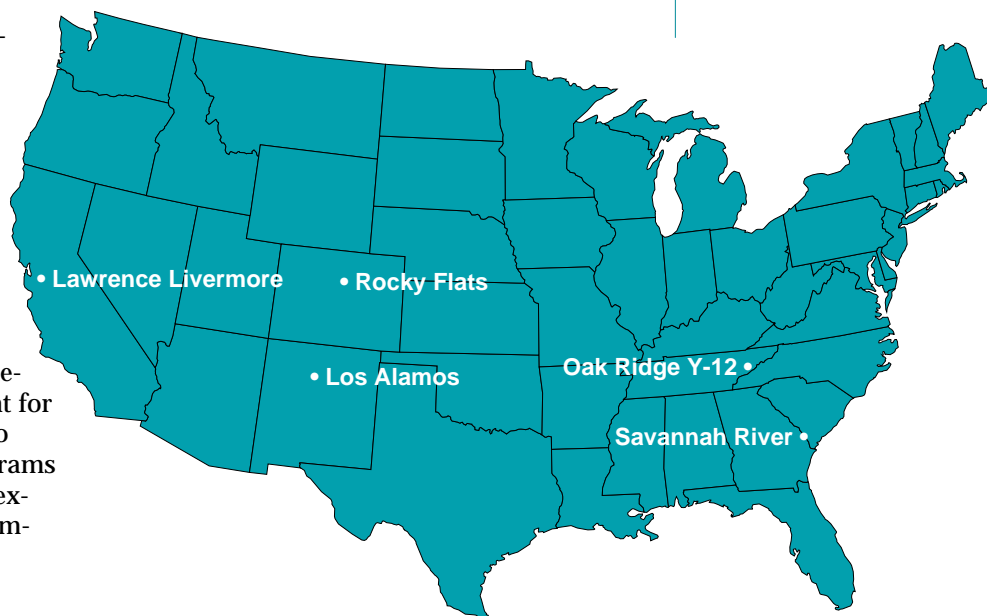 -
Lawrence Livermore
Rocky Flats
Los Alamos
Oak Ridge Y-12
Savannah River
e-
t for
o
rams
ex-
m-